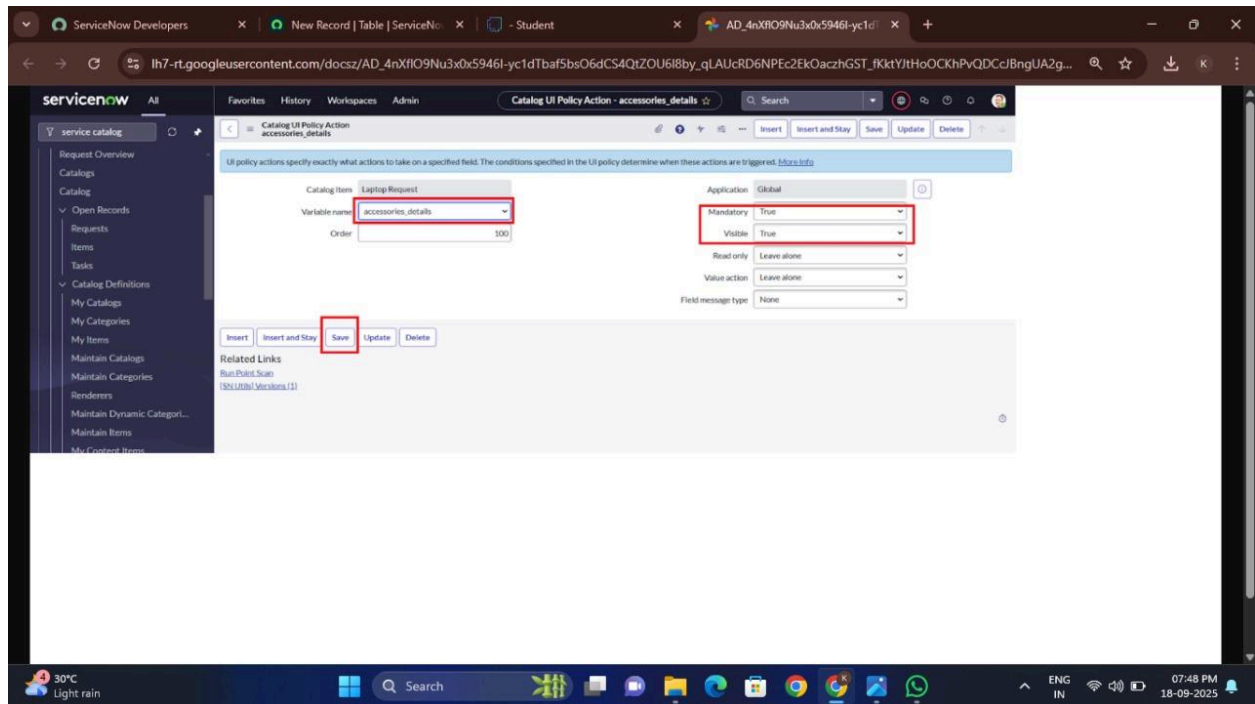 ServiceNow Developers
New Record | Table | ServiceNo
- Student
AD_4nXflO9Nu3x0x5946I-yc1dT
lh7-rt.googleusercontent.com/docsz/AD_4nXflO9Nu3x0x5946I-yc1dTbaf5bsO6dCS4QtZOU6l8by_qLAUcRD6NPEc2EkOaczhGST_fKktYJtHoOCKhPvQDCcJBngUA2g...
K
servicenow
All
Favorites
History
Workspaces
Admin
Catalog UI Policy Action - accessories_details
Search
service catalog
Catalog UI Policy Action
accessories_details
Insert
Insert and Stay
Save
Update
Delete
Request Overview
Catalogs
Catalog
Open Records
Requests
Items
Tasks
Catalog Definitions
My Catalogs
My Categories
My Items
Maintain Catalogs
Maintain Categories
Renderers
Maintain Dynamic Categori...
Maintain Items
My Content Items
UI policy actions specify exactly what actions to take on a specified field. The conditions specified in the UI policy determine when these actions are triggered. More Info
Catalog Item
Laptop Request
Variable name
accessories_details
Order
100
Application
Global
Mandatory
True
Visible
True
Read only
Leave alone
Value action
Leave alone
Field message type
None
Insert
Insert and Stay
Save
Update
Delete
Related Links
Run Point Scan
[SN Utils] Versions (1)
4
30°C
Light rain
Search
ENG
IN
07:48 PM
18-09-2025